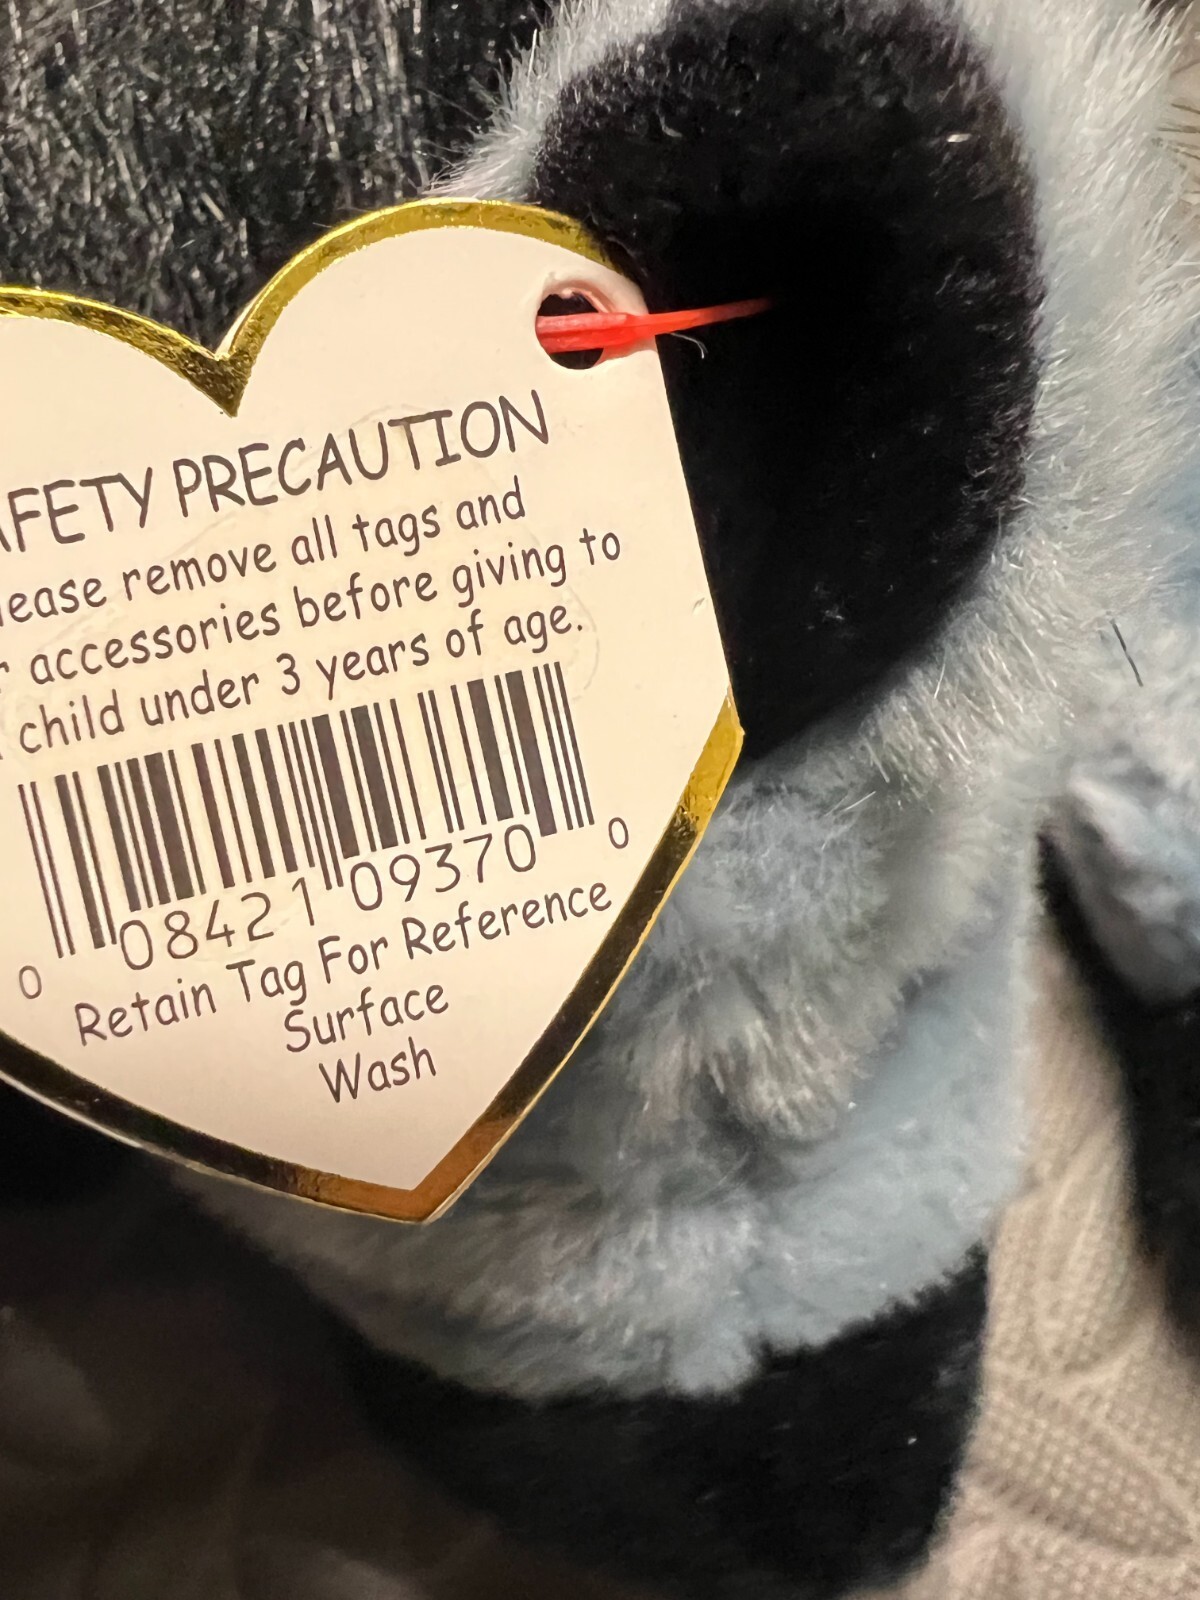 AFETY PRECAUTION
lease remove all tags and
r accessories before giving to
child under 3 years of age.
0 08421 09370 0
Retain Tag For Reference
Surface
Wash